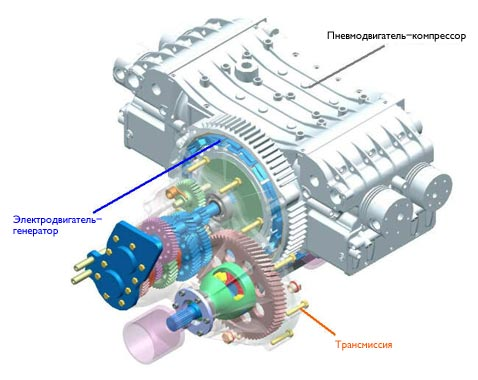 Пневмодвигатель-компрессор
Электродвигатель-
генератор
Трансмиссия